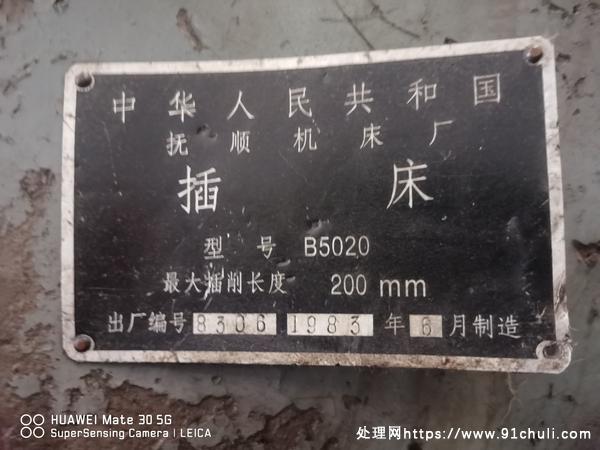 中华人民共和国
抚顺机床厂
插床
型号 B5020
最大插削长度 200 mm
出厂编号 8306 1983 年 6 月制造
HUAWEI Mate 30 5G
SuperSensing Camera | LEICA
处理网https://www.91chuli.com/